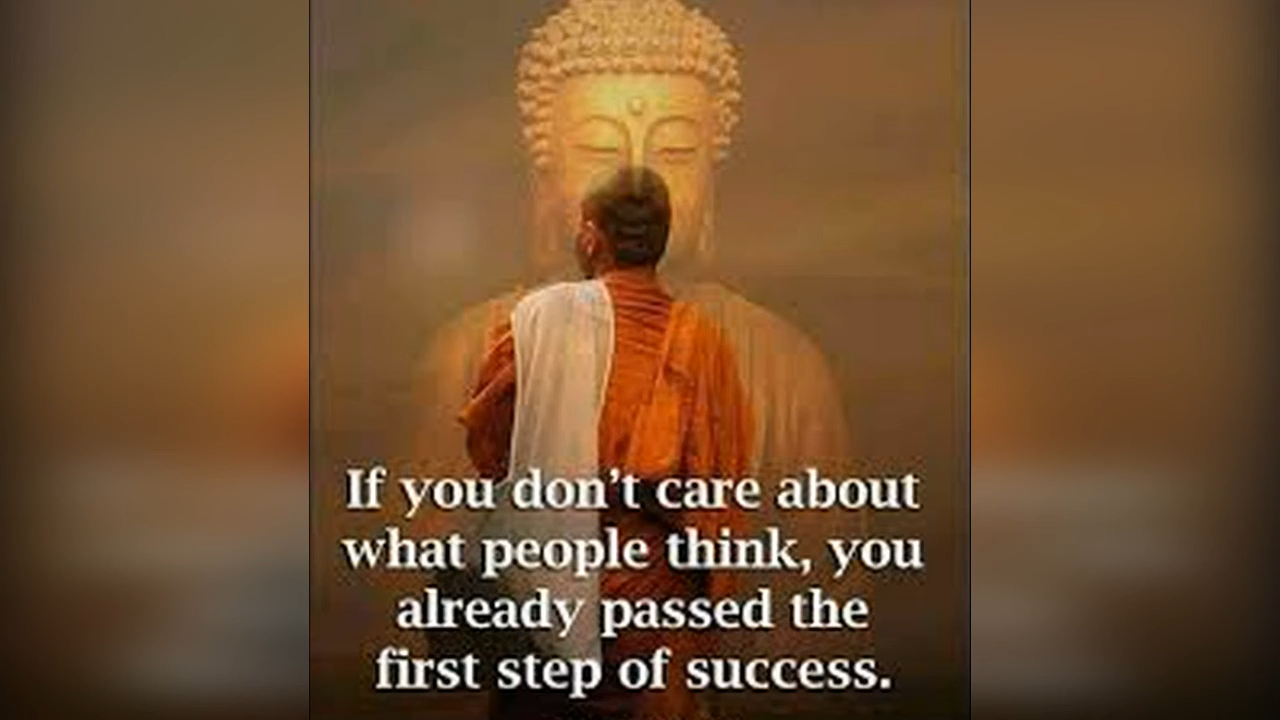 If you don't care about
what people think, you
already passed the
first step of success.